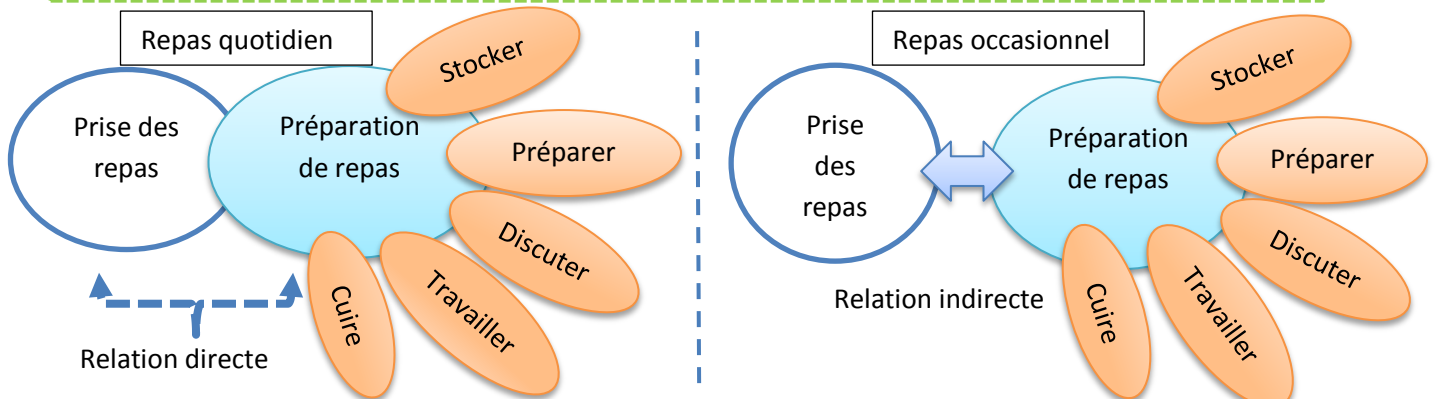 Repas quotidien
Stocker
Prise des
repas
Préparation
de repas
Préparer
Discuter
Travailler
Cuire
Relation directe
Repas occasionnel
Stocker
Prise
des
repas
Préparation
de repas
Préparer
Discuter
Travailler
Cuire
Relation indirecte